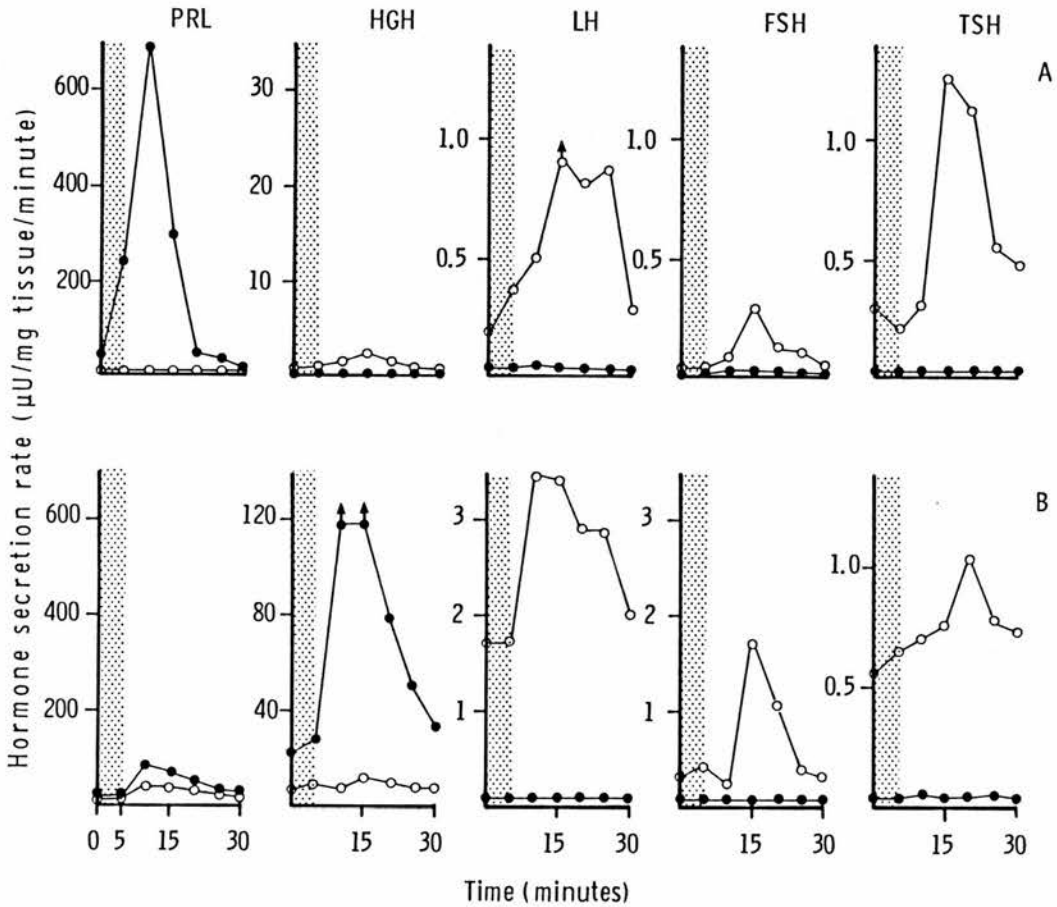 PRL HGH LH FSH TSH
A
600 30 1.0 1.0 1.0
400 20
200 10 0.5 0.5 0.5
Hormone secretion rate (µU/mg tissue/minute)
B
600 120 3 3 1.0
400 80 2 2
200 40 1 1 0.5
0 5 15 30 15 30 15 30 15 30 15 30
Time (minutes)